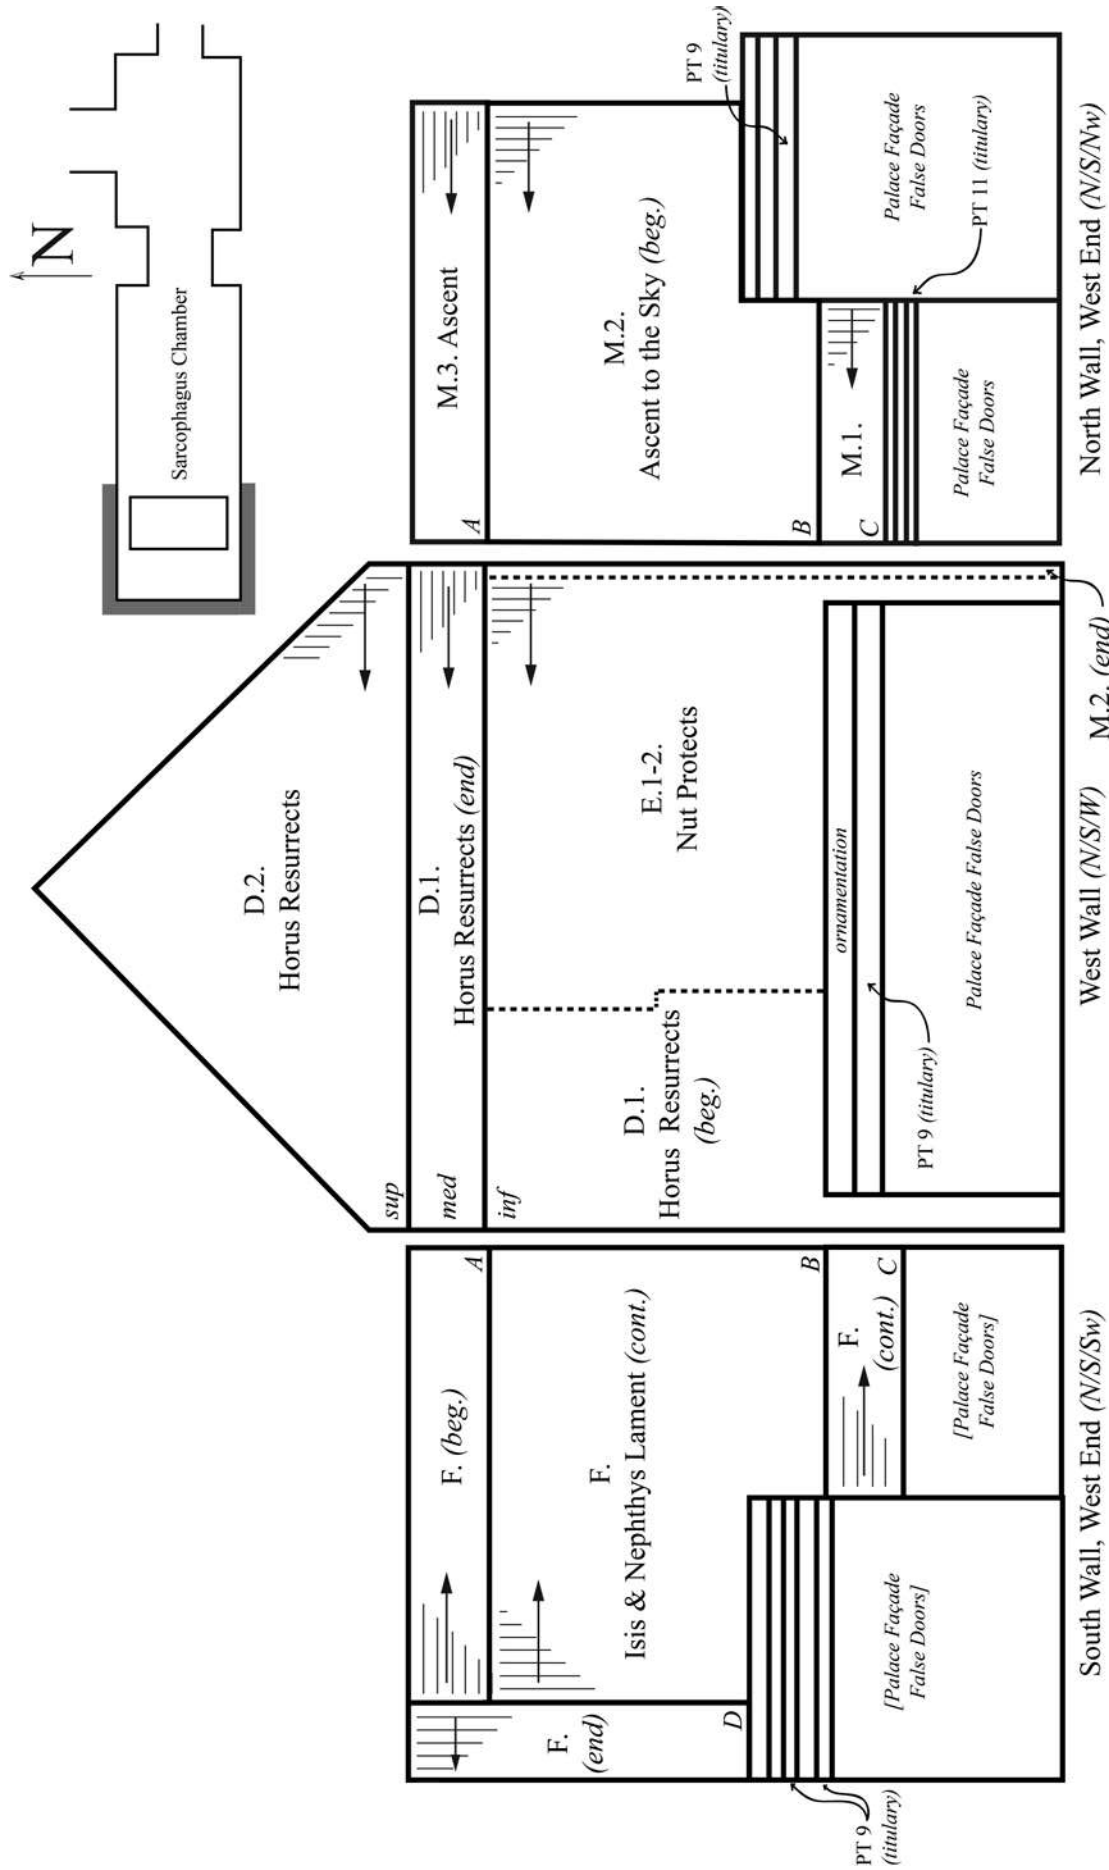 N
Sarcophagus Chamber
F. (beg.)
A
F.
Isis & Nephthys Lament (cont.)
B
F.
(cont.)
C
F.
(end)
D
[Palace Façade
False Doors]
[Palace Façade
False Doors]
PT 9
(titulary)
South Wall, West End (N/S/Sw)
D.2.
Horus Resurrects
sup
D.1.
Horus Resurrects (end)
med
inf
D.1.
Horus Resurrects
(beg.)
E.1-2.
Nut Protects
ornamentation
PT 9 (titulary)
Palace Façade False Doors
M.2. (end)
West Wall (N/S/W)
M.3. Ascent
A
M.2.
Ascent to the Sky (beg.)
B
M.1.
C
PT 9
(titulary)
Palace Façade
False Doors
Palace Façade
False Doors
PT 11 (titulary)
North Wall, West End (N/S/Nw)